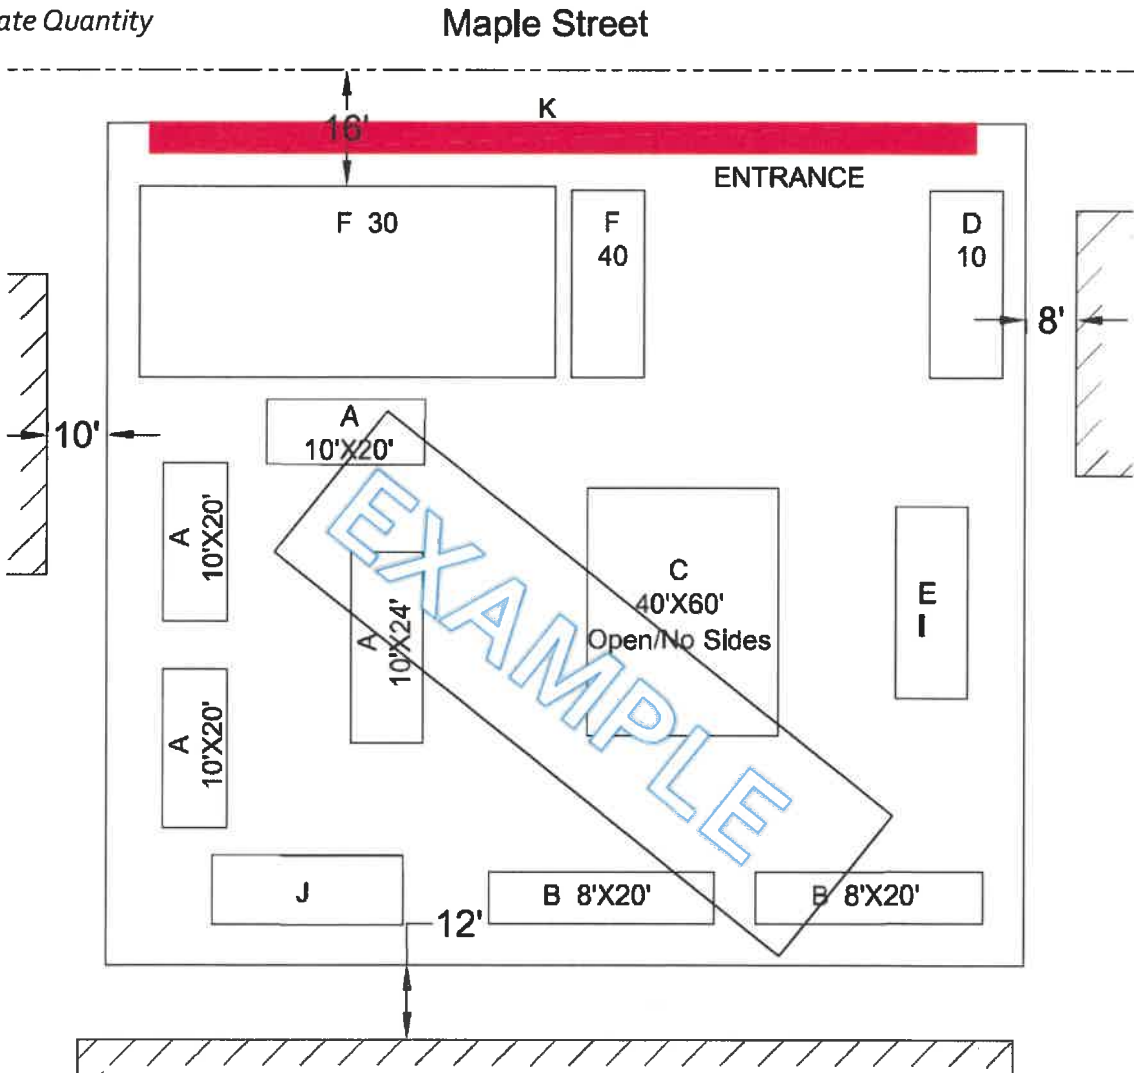 ate Quantity
Maple Street
K
16'
ENTRANCE
F 30
F
40
D
10
8'
10'
A
10'X20'
A
10'X20'
A
10'X24'
C
40'X60'
Open/No Sides
E
I
A
10'X20'
EXAMPLE
J
B 8'X20'
B 8'X20'
12'